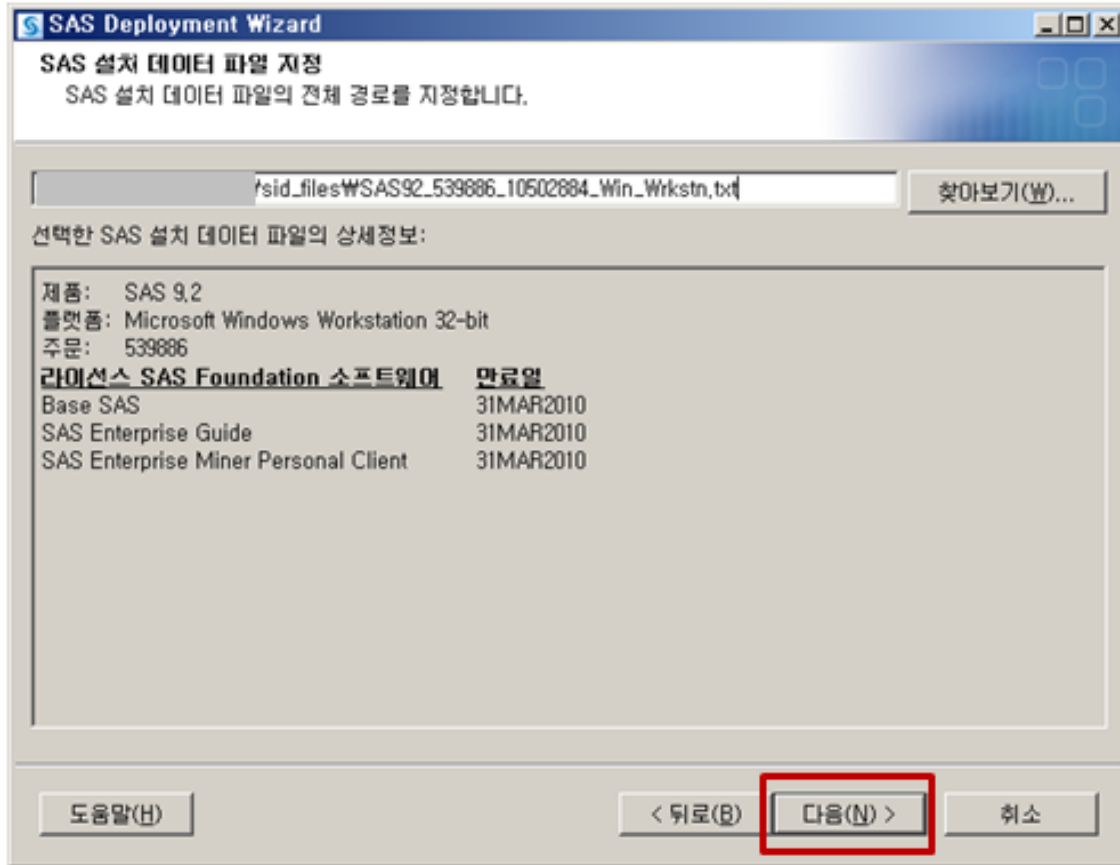 SAS Deployment Wizard
SAS 설치 데이터 파일 지정
SAS 설치 데이터 파일의 전체 경로를 지정합니다.
/sid_files₩SAS92_539886_10502884_Win_Wrkstn.txt
찾아보기(W)...
선택한 SAS 설치 데이터 파일의 상세정보:
제품: SAS 9.2
플랫폼: Microsoft Windows Workstation 32-bit
주문: 539886
라이선스 SAS Foundation 소프트웨어 만료일
Base SAS 31MAR2010
SAS Enterprise Guide 31MAR2010
SAS Enterprise Miner Personal Client 31MAR2010
도움말(H) < 뒤로(B) 다음(N) > 취소